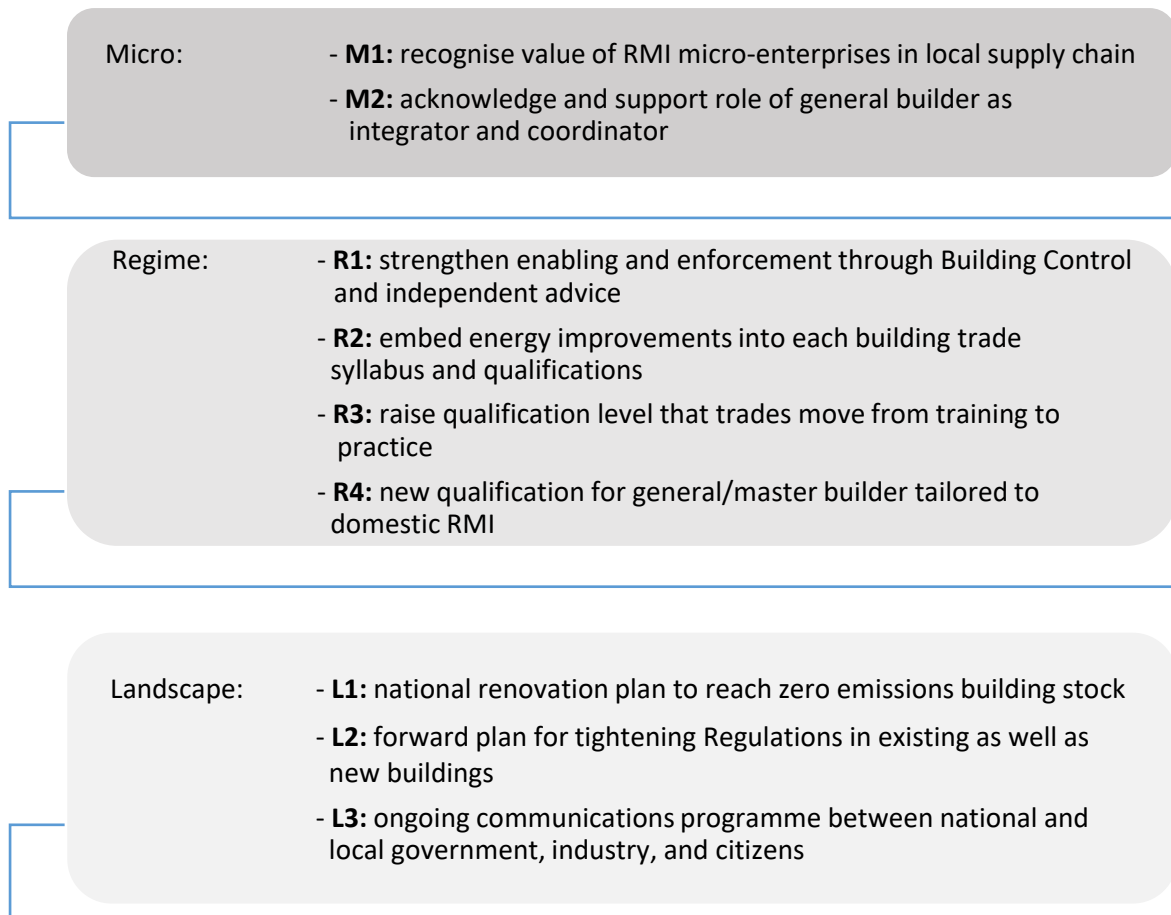 Micro: - M1: recognise value of RMI micro-enterprises in local supply chain
- M2: acknowledge and support role of general builder as
integrator and coordinator
Regime: - R1: strengthen enabling and enforcement through Building Control
and independent advice
- R2: embed energy improvements into each building trade
syllabus and qualifications
- R3: raise qualification level that trades move from training to
practice
- R4: new qualification for general/master builder tailored to
domestic RMI
Landscape: - L1: national renovation plan to reach zero emissions building stock
- L2: forward plan for tightening Regulations in existing as well as
new buildings
- L3: ongoing communications programme between national and
local government, industry, and citizens